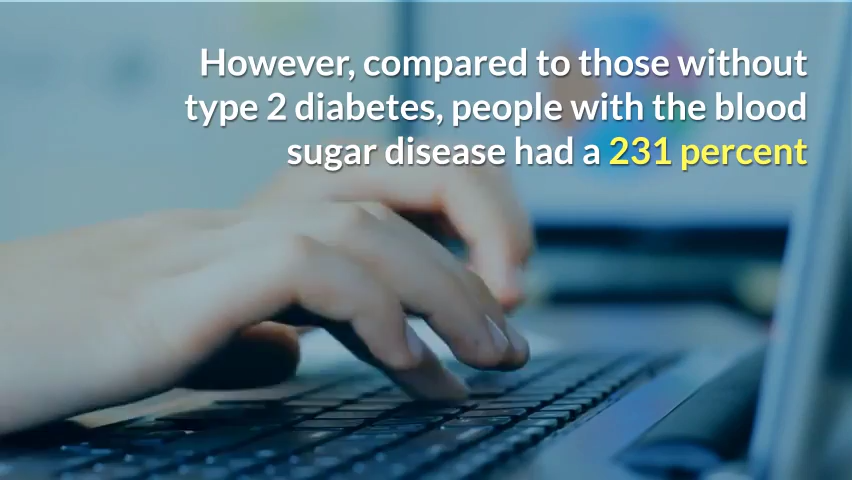 However, compared to those without
type 2 diabetes, people with the blood
sugar disease had a 231 percent